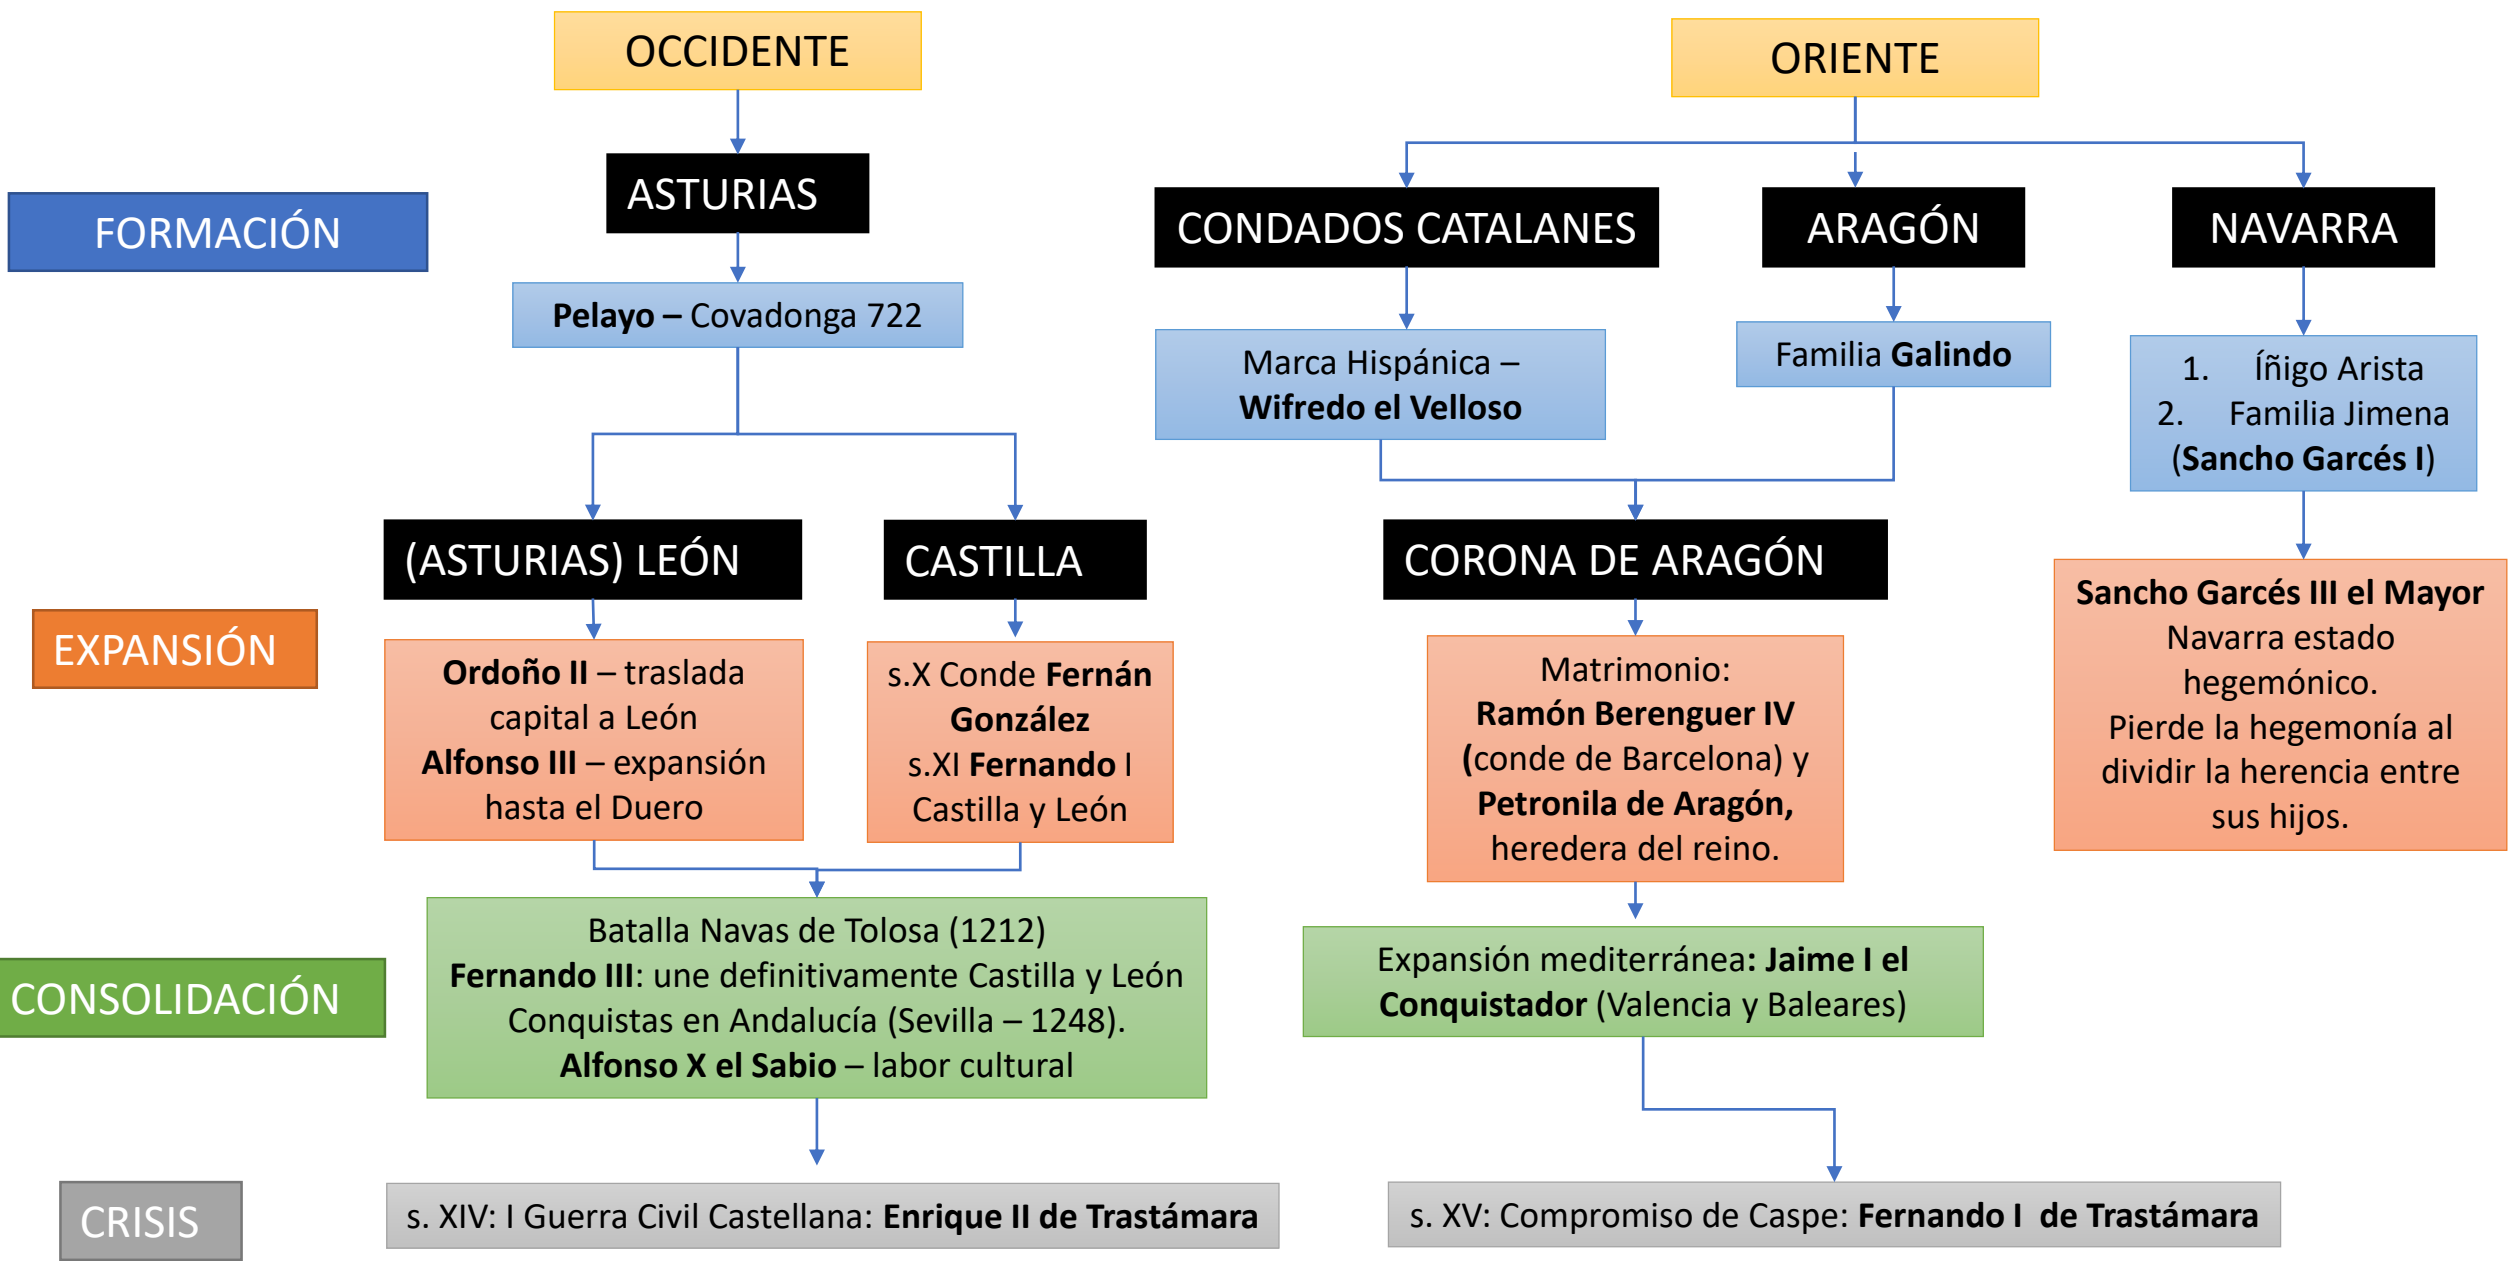 OCCIDENTE
ORIENTE
FORMACIÓN
ASTURIAS
CONDADOS CATALANES
ARAGÓN
NAVARRA
Pelayo – Covadonga 722
Marca Hispánica –
Wifredo el Velloso
Familia Galindo
1. Íñigo Arista
2. Familia Jimena
(Sancho Garcés I)
EXPANSIÓN
(ASTURIAS) LEÓN
CASTILLA
CORONA DE ARAGÓN
Ordoño II – traslada
capital a León
Alfonso III – expansión
hasta el Duero
s.X Conde Fernán
González
s.XI Fernando I
Castilla y León
Matrimonio:
Ramón Berenguer IV
(conde de Barcelona) y
Petronila de Aragón,
heredera del reino.
Sancho Garcés III el Mayor
Navarra estado
hegemónico.
Pierde la hegemonía al
dividir la herencia entre
sus hijos.
CONSOLIDACIÓN
Batalla Navas de Tolosa (1212)
Fernando III: une definitivamente Castilla y León
Conquistas en Andalucía (Sevilla – 1248).
Alfonso X el Sabio – labor cultural
Expansión mediterránea: Jaime I el
Conquistador (Valencia y Baleares)
CRISIS
s. XIV: I Guerra Civil Castellana: Enrique II de Trastámara
s. XV: Compromiso de Caspe: Fernando I de Trastámara